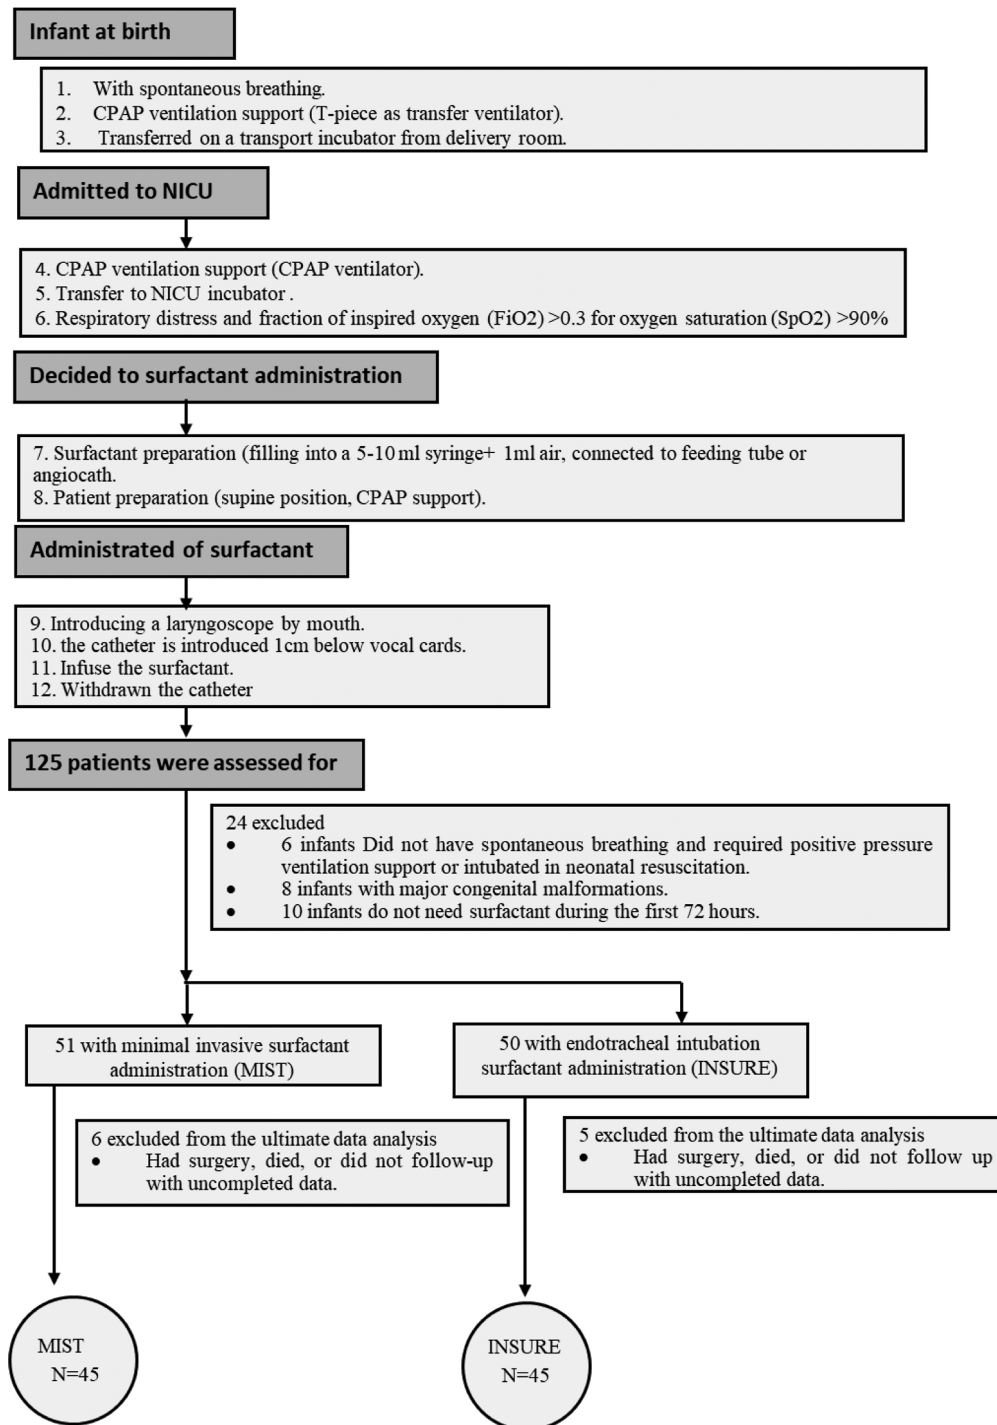 Infant at birth
1. With spontaneous breathing.
2. CPAP ventilation support (T-piece as transfer ventilator).
3. Transferred on a transport incubator from delivery room.
Admitted to NICU
4. CPAP ventilation support (CPAP ventilator).
5. Transfer to NICU incubator .
6. Respiratory distress and fraction of inspired oxygen (FiO2) >0.3 for oxygen saturation (SpO2) >90%
Decided to surfactant administration
7. Surfactant preparation (filling into a 5-10 ml syringe+ 1ml air, connected to feeding tube or
angiocath.
8. Patient preparation (supine position, CPAP support).
Administrated of surfactant
9. Introducing a laryngoscope by mouth.
10. the catheter is introduced 1cm below vocal cards.
11. Infuse the surfactant.
12. Withdrawn the catheter
125 patients were assessed for
24 excluded
• 6 infants Did not have spontaneous breathing and required positive pressure
ventilation support or intubated in neonatal resuscitation.
• 8 infants with major congenital malformations.
• 10 infants do not need surfactant during the first 72 hours.
51 with minimal invasive surfactant
administration (MIST)
50 with endotracheal intubation
surfactant administration (INSURE)
6 excluded from the ultimate data analysis
• Had surgery, died, or did not follow-up
with uncompleted data.
5 excluded from the ultimate data analysis
• Had surgery, died, or did not follow up
with uncompleted data.
MIST
N=45
INSURE
N=45